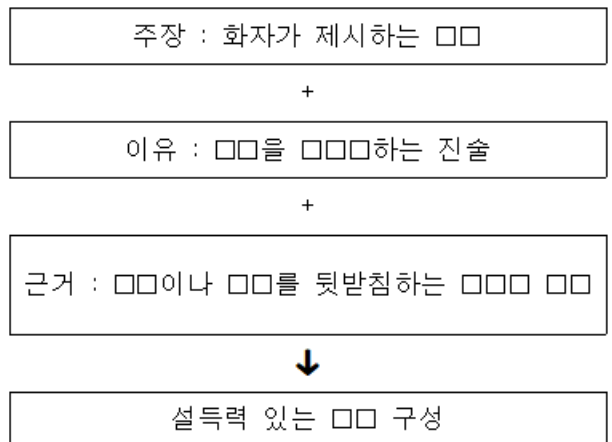 주장 : 화자가 제시하는 □□
+
이유 : □□을 □□□하는 진술
+
근거 : □□이나 □□를 뒷받침하는 □□□ □□
↓
설득력 있는 □□ 구성